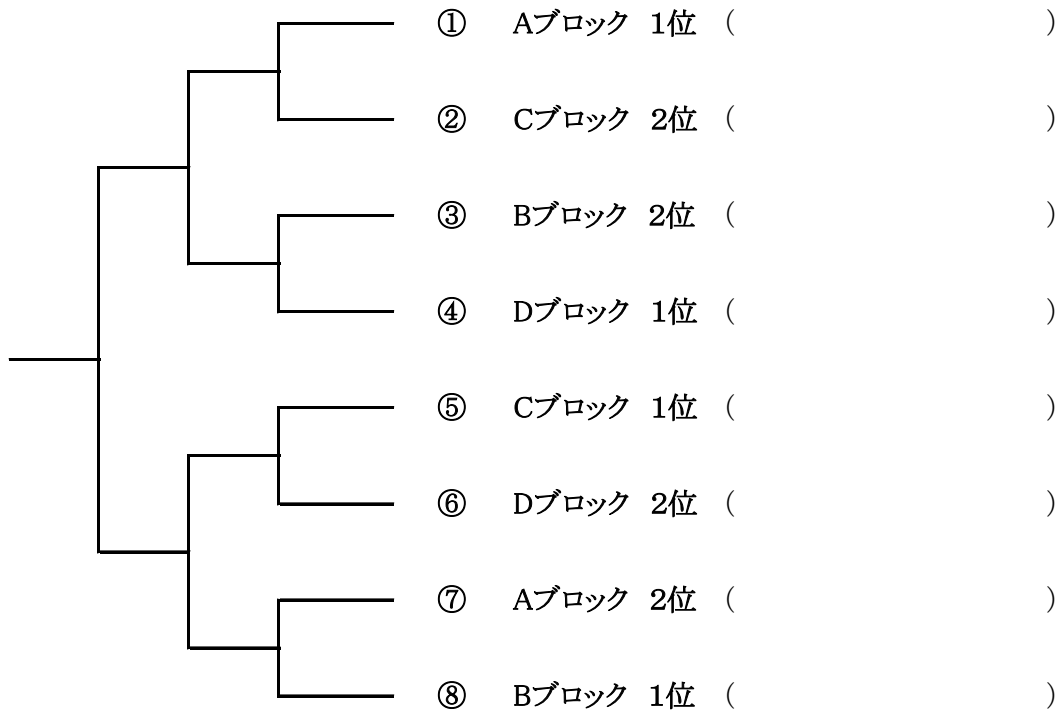 ① Aブロック 1位 （ ）
② Cブロック 2位 （ ）
③ Bブロック 2位 （ ）
④ Dブロック 1位 （ ）
⑤ Cブロック 1位 （ ）
⑥ Dブロック 2位 （ ）
⑦ Aブロック 2位 （ ）
⑧ Bブロック 1位 （ ）